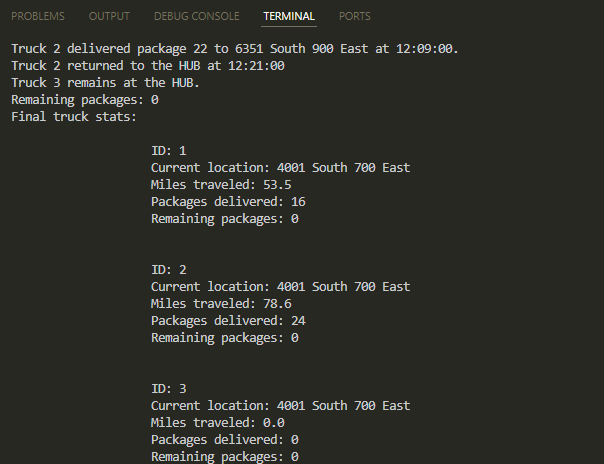 PROBLEMS OUTPUT DEBUG CONSOLE TERMINAL PORTS
Truck 2 delivered package 22 to 6351 South 900 East at 12:09:00.
Truck 2 returned to the HUB at 12:21:00
Truck 3 remains at the HUB.
Remaining packages: 0
Final truck stats:
ID: 1
Current location: 4001 South 700 East
Miles traveled: 53.5
Packages delivered: 16
Remaining packages: 0
ID: 2
Current location: 4001 South 700 East
Miles traveled: 78.6
Packages delivered: 24
Remaining packages: 0
ID: 3
Current location: 4001 South 700 East
Miles traveled: 0.0
Packages delivered: 0
Remaining packages: 0